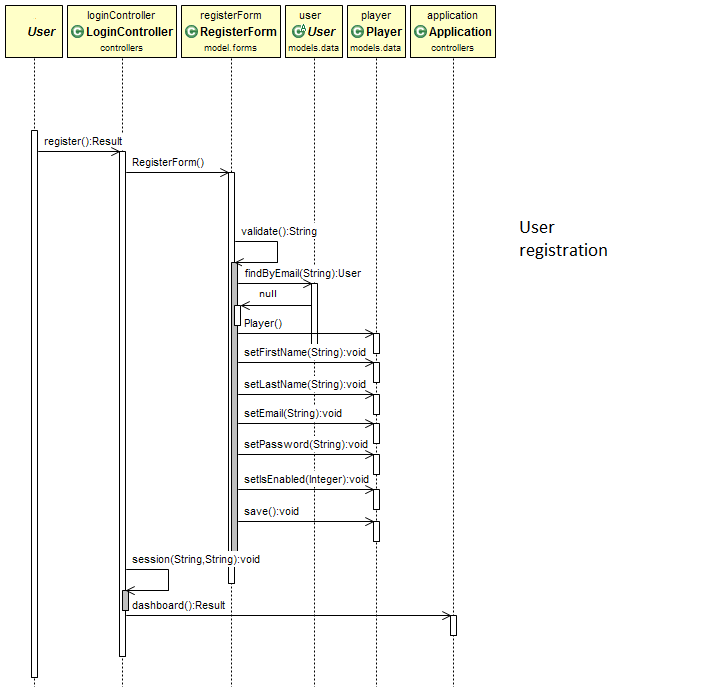 User
loginController
LoginController
controllers
registerForm
RegisterForm
model.forms
user
User
models.data
player
Player
models.data
application
Application
controllers
register():Result
RegisterForm()
User
registration
validate():String
findByEmail(String):User
null
Player()
setFirstName(String):void
setLastName(String):void
setEmail(String):void
setPassword(String):void
setIsEnabled(Integer):void
save():void
session(String,String):void
dashboard():Result